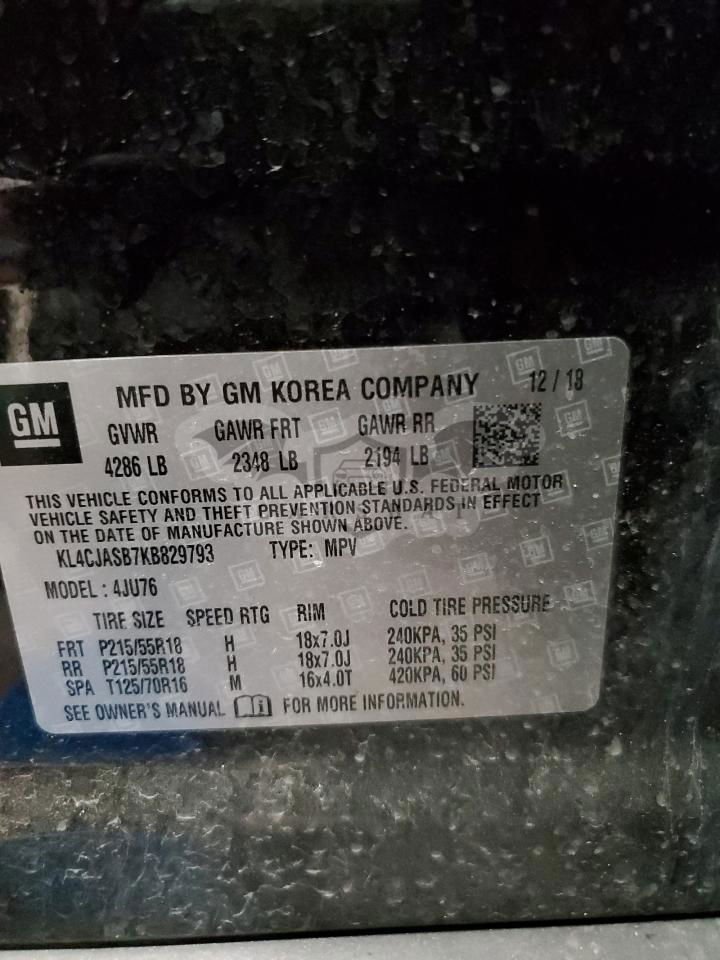 GM
MFD BY GM KOREA COMPANY 12 / 18
GVWR GAWR FRT GAWR RR
4286 LB 2348 LB 2194 LB
THIS VEHICLE CONFORMS TO ALL APPLICABLE U.S. FEDERAL MOTOR
VEHICLE SAFETY AND THEFT PREVENTION STANDARDS IN EFFECT
ON THE DATE OF MANUFACTURE SHOWN ABOVE.
KL4CJASB7KB829793 TYPE: MPV
MODEL : 4JU76
TIRE SIZE SPEED RTG RIM COLD TIRE PRESSURE
FRT P215/55R18 H 18x7.0J 240KPA, 35 PSI
RR P215/55R18 H 18x7.0J 240KPA, 35 PSI
SPA T125/70R16 M 16x4.0T 420KPA, 60 PSI
SEE OWNER'S MANUAL FOR MORE INFORMATION.